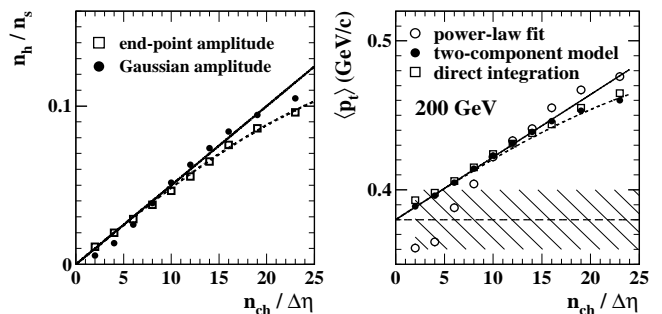 n_h / n_s
□ end-point amplitude
● Gaussian amplitude
0.1
0
0 5 10 15 20 25
n_ch / Δη
⟨p_t⟩ (GeV/c)
0.5
○ power-law fit
● two-component model
□ direct integration
200 GeV
0.4
0 5 10 15 20 25
n_ch / Δη